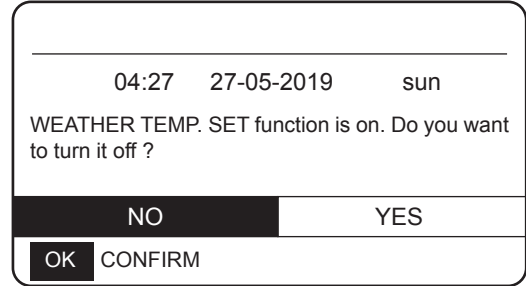 04:27 27-05-2019 sun
WEATHER TEMP. SET function is on. Do you want
to turn it off ?
NO YES
OK CONFIRM